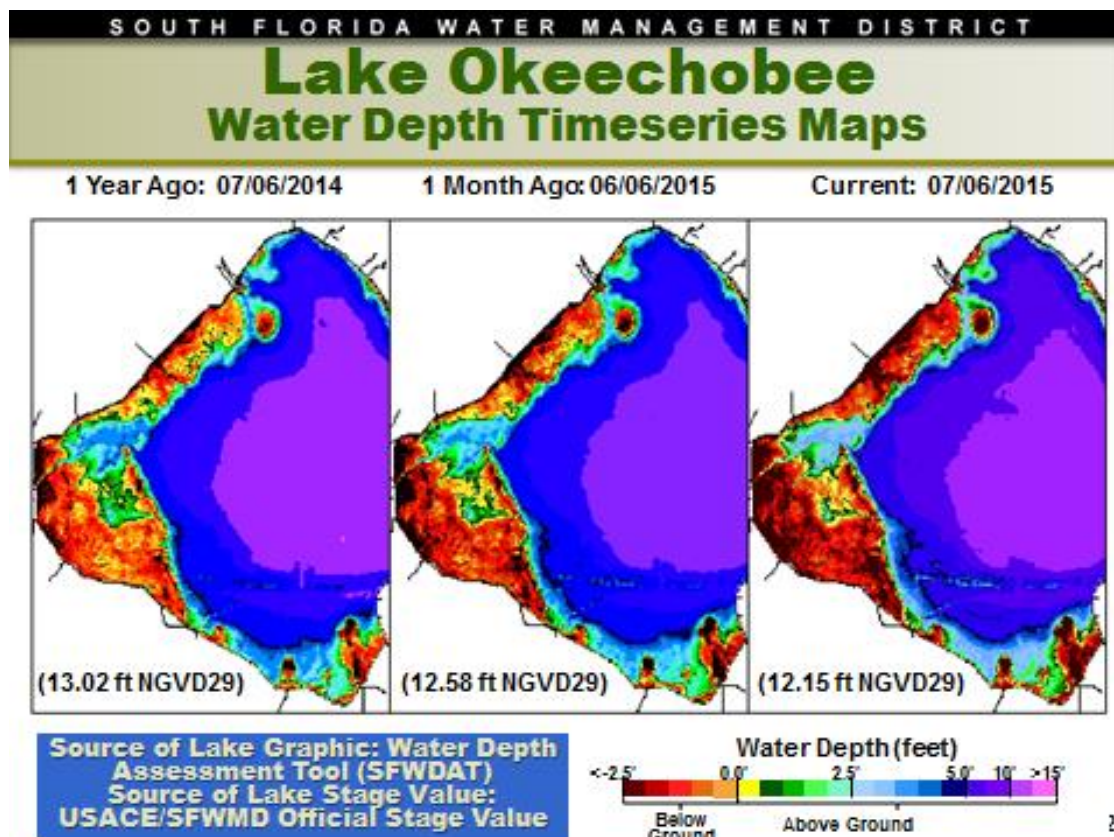 SOUTH FLORIDA WATER MANAGEMENT DISTRICT
Lake Okeechobee
Water Depth Timeseries Maps
1 Year Ago: 07/06/2014
1 Month Ago: 06/06/2015
Current: 07/06/2015
(13.02 ft NGVD29)
(12.58 ft NGVD29)
(12.15 ft NGVD29)
Source of Lake Graphic: Water Depth
Assessment Tool (SFWDAT)
Source of Lake Stage Value:
USACE/SFWMD Official Stage Value
Water Depth (feet)
<-2.5' 0.0' 2.5' 5.0' 10' >15'
Below
Ground
Above Ground
2